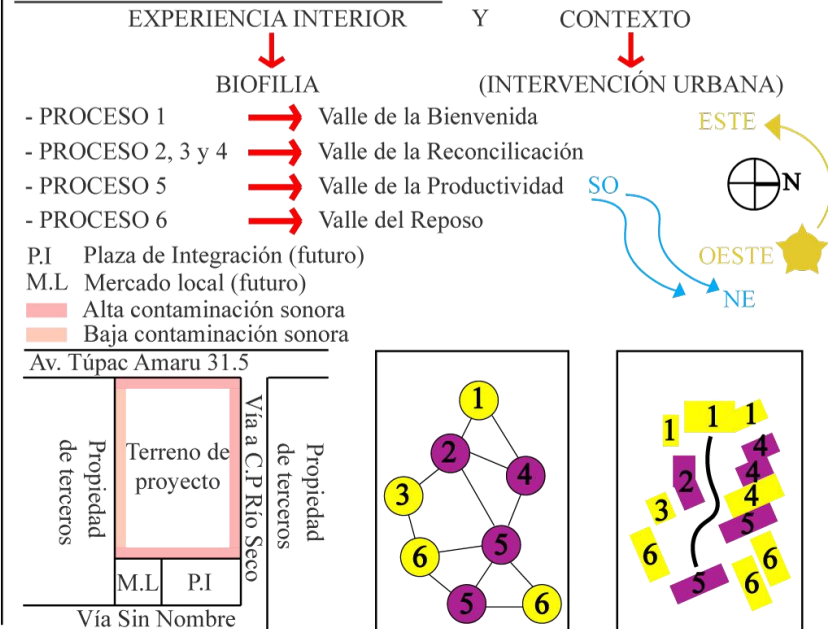 EXPERIENCIA INTERIOR Y CONTEXTO
BIOFILIA (INTERVENCIÓN URBANA)
- PROCESO 1 Valle de la Bienvenida
- PROCESO 2, 3 y 4 Valle de la Reconcilicación
- PROCESO 5 Valle de la Productividad
- PROCESO 6 Valle del Reposo
ESTE
N
SO
OESTE
NE
P.I Plaza de Integración (futuro)
M.L Mercado local (futuro)
Alta contaminación sonora
Baja contaminación sonora
Av. Túpac Amaru 31.5
Propiedad
de terceros
Terreno de
proyecto
Vía a C.P Río Seco
Propiedad
de terceros
M.L P.I
Vía Sin Nombre
1
2
4
3
6
5
5
6
1
1
1
4
2
4
4
3
5
6
6
5
6